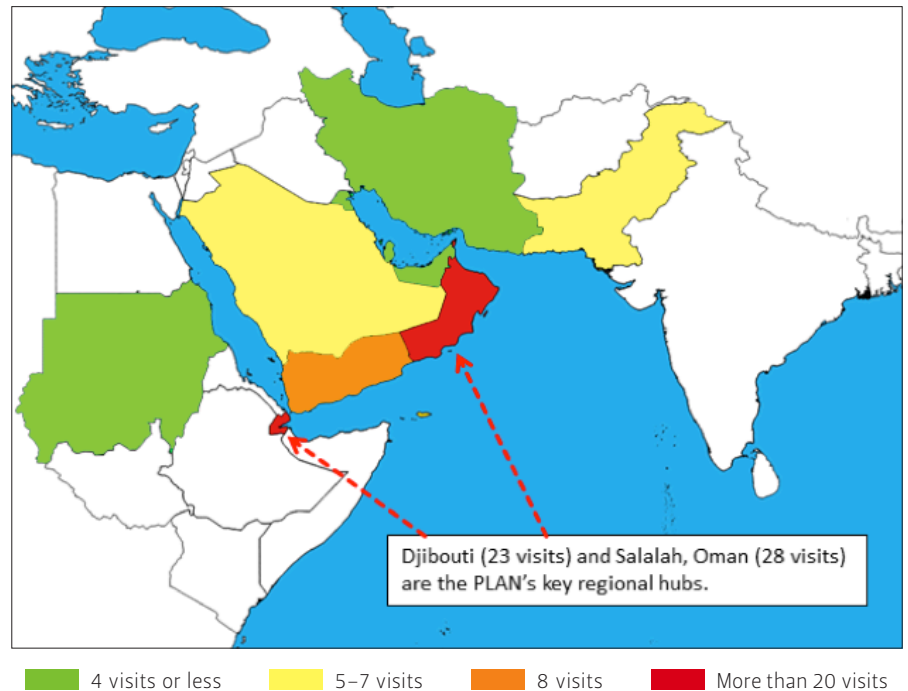 Djibouti (23 visits) and Salalah, Oman (28 visits)
are the PLAN's key regional hubs.
4 visits or less
5–7 visits
8 visits
More than 20 visits